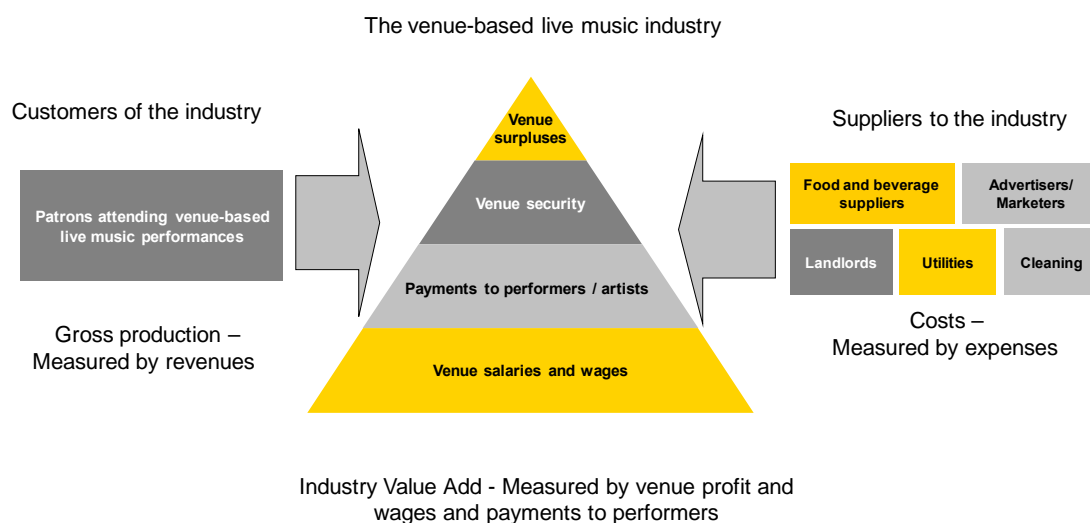 The venue-based live music industry
Customers of the industry
Patrons attending venue-based
live music performances
Gross production –
Measured by revenues
Venue
surpluses
Venue security
Payments to performers / artists
Venue salaries and wages
Suppliers to the industry
Food and beverage
suppliers
Advertisers/
Marketers
Landlords
Utilities
Cleaning
Costs –
Measured by expenses
Industry Value Add - Measured by venue profit and
wages and payments to performers